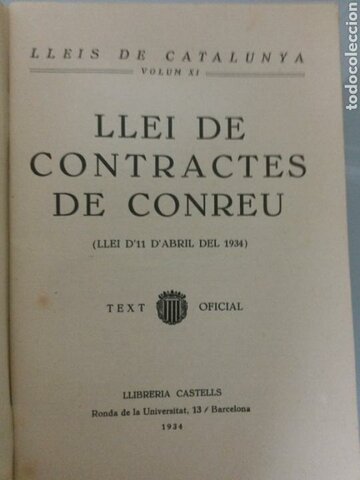 LLEIS DE CATALUNYA
VOLUM XI
LLEI DE
CONTRACTES
DE CONREU
(LLEI D'11 D'ABRIL DEL 1934)
TEXT OFICIAL
LLIBRERIA CASTELLS
Ronda de la Universitat, 13 / Barcelona
1934
todocoleccion